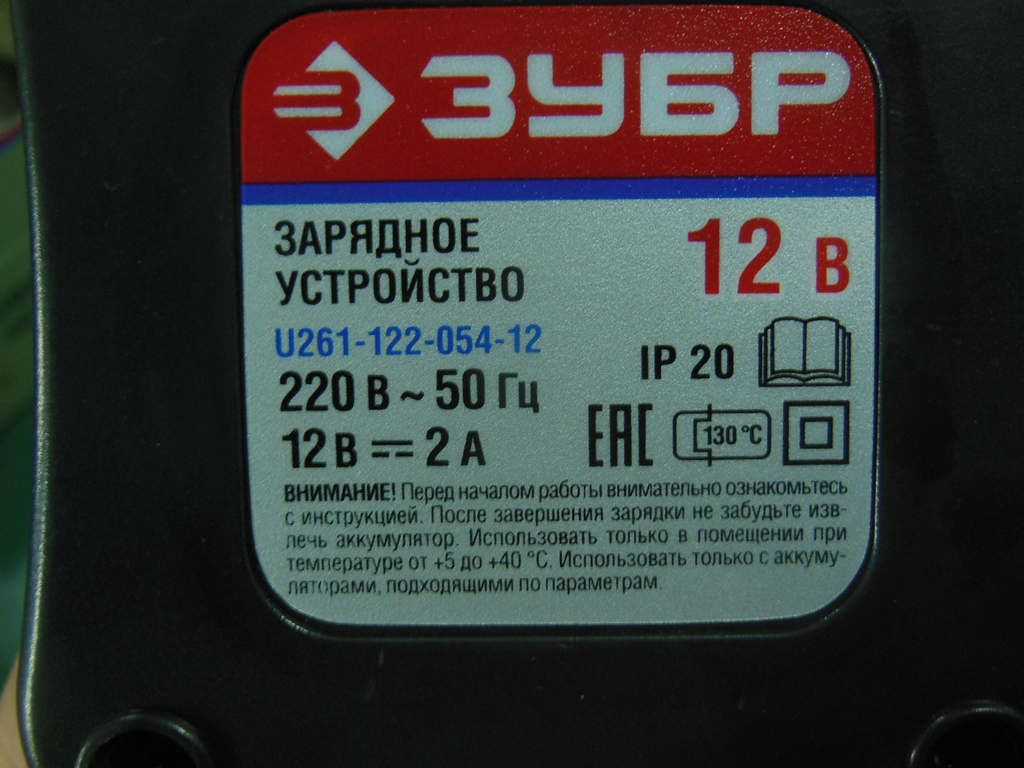 ЗУБР
ЗАРЯДНОЕ
УСТРОЙСТВО
12 В
U261-122-054-12
220 В ~ 50 Гц
IP 20
12 В ⎓ 2 А
EAC
130 °C
ВНИМАНИЕ! Перед началом работы внимательно ознакомьтесь
с инструкцией. После завершения зарядки не забудьте изв-
лечь аккумулятор. Использовать только в помещении при
температуре от +5 до +40 °С. Использовать только с аккуму-
ляторами, подходящими по параметрам.